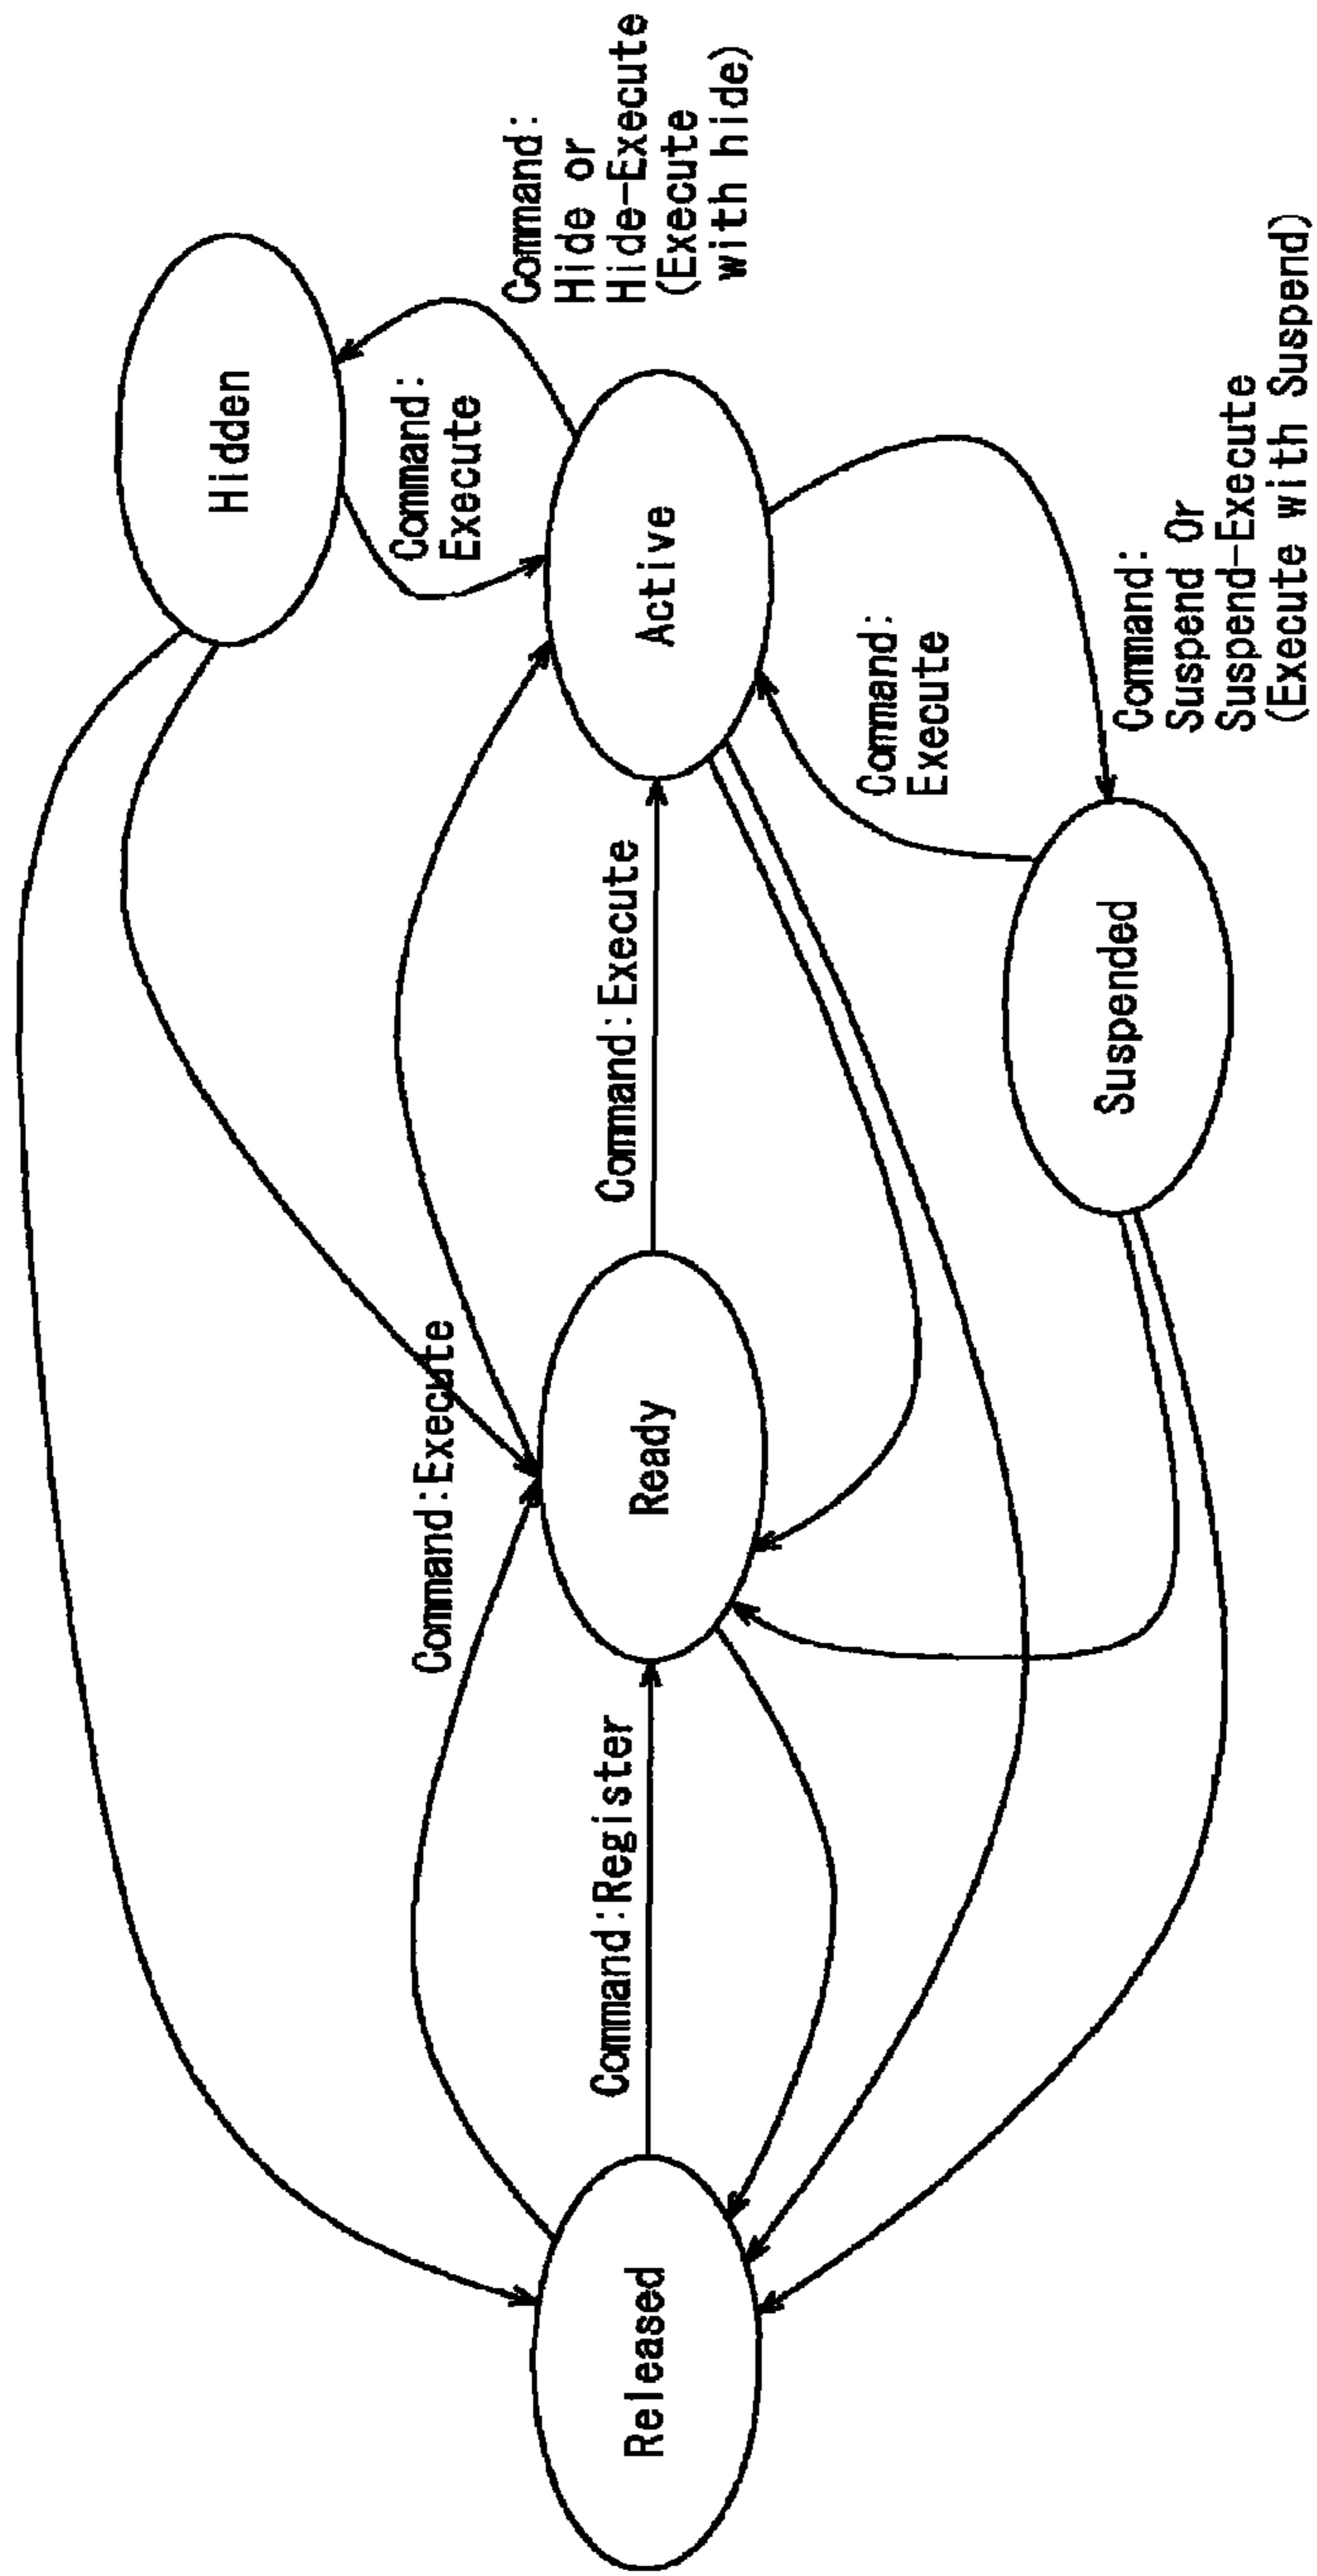 Hidden
Command:
Hide or
Hide-Execute
(Execute
with hide)
Command:
Execute
Command:Execute
Active
Command:Execute
Ready
Command:Register
Released
Command:
Execute
Suspended
Command:
Suspend Or
Suspend-Execute
(Execute with Suspend)